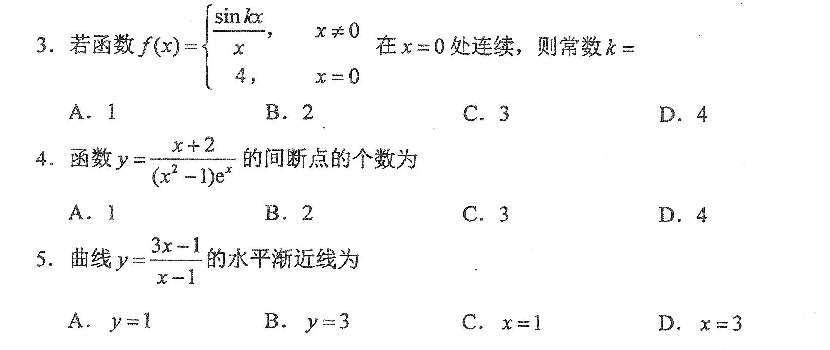 3. 若函数 f(x) = { sin kx / x, x ≠ 0
4, x = 0 在 x = 0 处连续，则常数 k =
A. 1 B. 2 C. 3 D. 4
4. 函数 y = (x + 2) / ((x² − 1)eˣ) 的间断点的个数为
A. 1 B. 2 C. 3 D. 4
5. 曲线 y = (3x − 1) / (x − 1) 的水平渐近线为
A. y = 1 B. y = 3 C. x = 1 D. x = 3